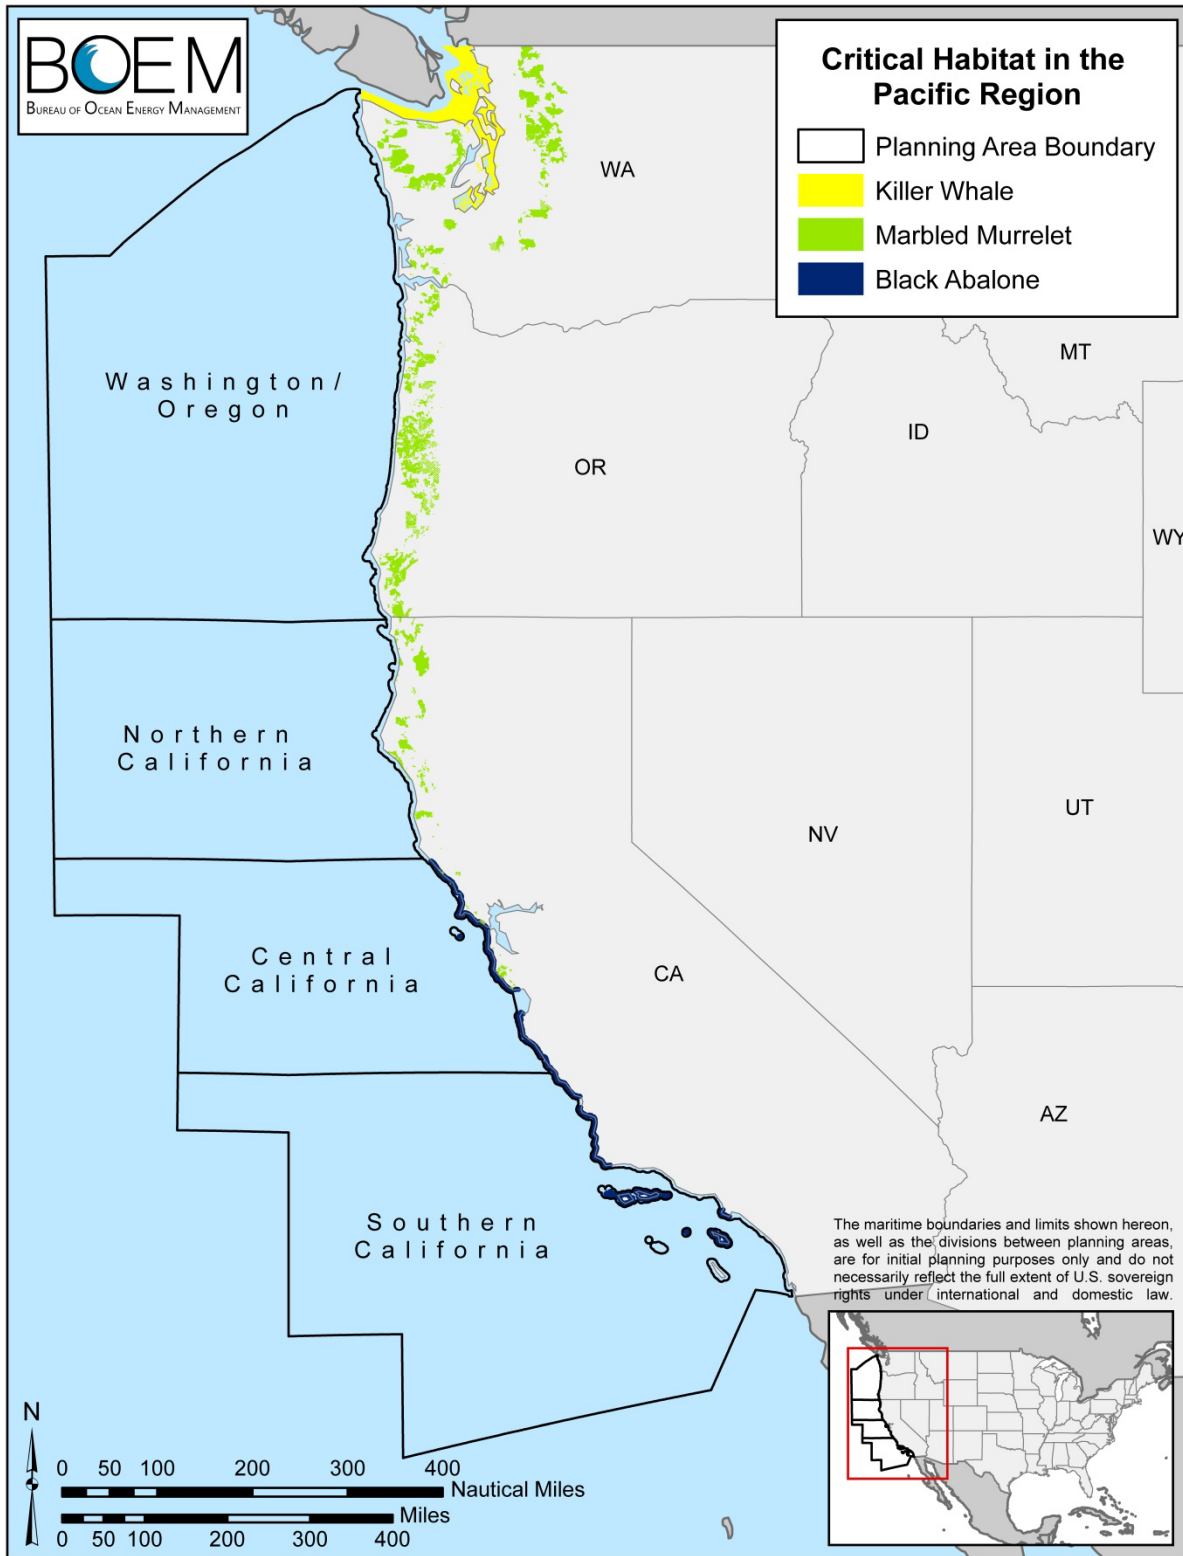 BOEM
BUREAU OF OCEAN ENERGY MANAGEMENT
Critical Habitat in the
Pacific Region
Planning Area Boundary
Killer Whale
Marbled Murrelet
Black Abalone
WA
MT
Washington/
Oregon
ID
OR
WY
Northern
California
UT
NV
Central
California
CA
AZ
Southern
California
The maritime boundaries and limits shown hereon,
as well as the divisions between planning areas,
are for initial planning purposes only and do not
necessarily reflect the full extent of U.S. sovereign
rights under international and domestic law.
N
0 50 100 200 300 400
Nautical Miles
Miles
0 50 100 200 300 400